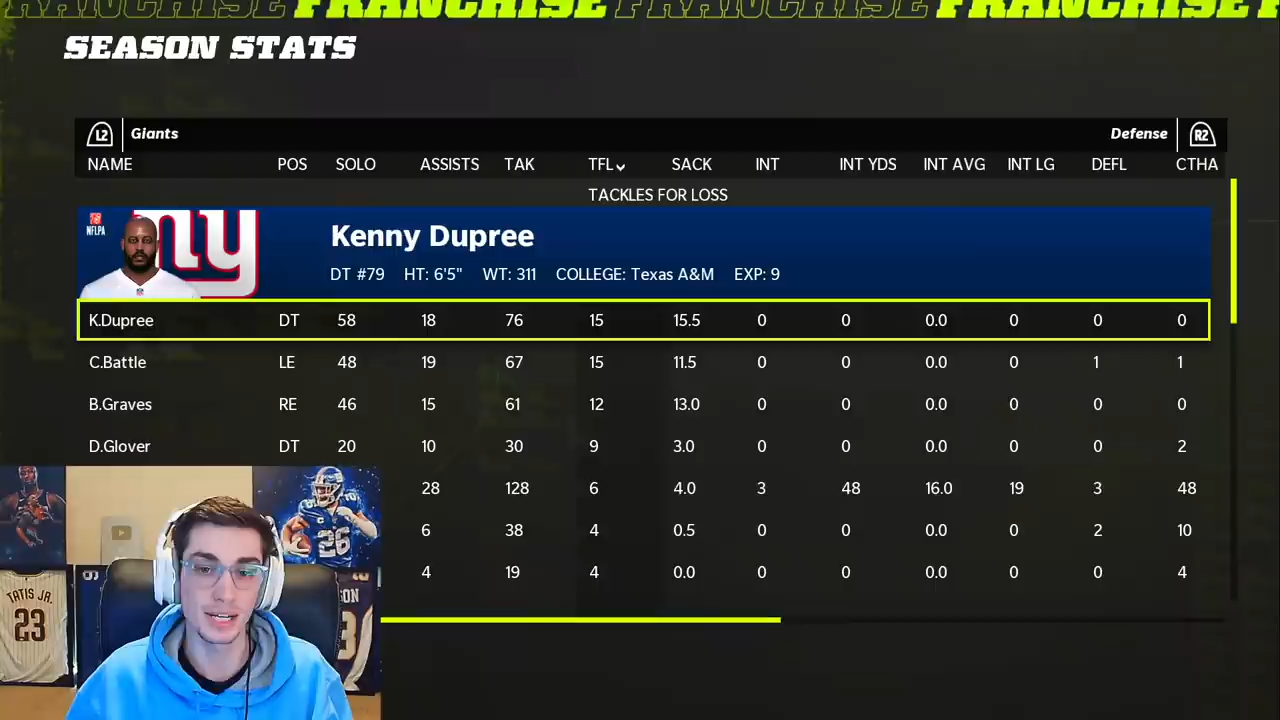 FRANCHISE FRANCHISE FRANCHISE FRANCHISE F
SEASON STATS
L2 Giants Defense R2
NAME POS SOLO ASSISTS TAK TFL SACK INT INT YDS INT AVG INT LG DEFL CTHA
TACKLES FOR LOSS
NFLPA
ny
Kenny Dupree
DT #79 HT: 6'5" WT: 311 COLLEGE: Texas A&M EXP: 9
K.Dupree DT 58 18 76 15 15.5 0 0 0.0 0 0 0
C.Battle LE 48 19 67 15 11.5 0 0 0.0 0 1 1
B.Graves RE 46 15 61 12 13.0 0 0 0.0 0 0 0
D.Glover DT 20 10 30 9 3.0 0 0 0.0 0 0 2
28 128 6 4.0 3 48 16.0 19 3 48
6 38 4 0.5 0 0 0.0 0 2 10
4 19 4 0.0 0 0 0.0 0 0 4
26
TATIS JR.
23
ON
3